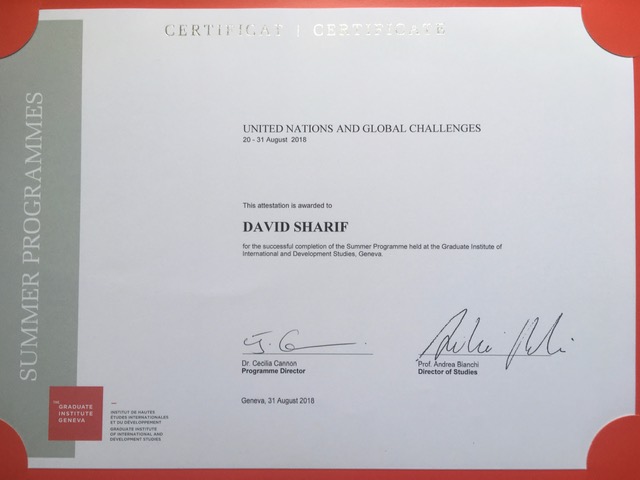 CERTIFICAT | CERTIFICATE
SUMMER PROGRAMMES
UNITED NATIONS AND GLOBAL CHALLENGES
20 - 31 August 2018
This attestation is awarded to
DAVID SHARIF
for the successful completion of the Summer Programme held at the Graduate Institute of
International and Development Studies, Geneva
Dr. Cecilia Cannon
Programme Director
Prof. Andrea Bianchi
Director of Studies
Geneva, 31 August 2018
THE
GRADUATE
INSTITUTE
GENEVA
INSTITUT DE HAUTES
ÉTUDES INTERNATIONALES
ET DU DÉVELOPPEMENT
GRADUATE INSTITUTE
OF INTERNATIONAL AND
DEVELOPMENT STUDIES